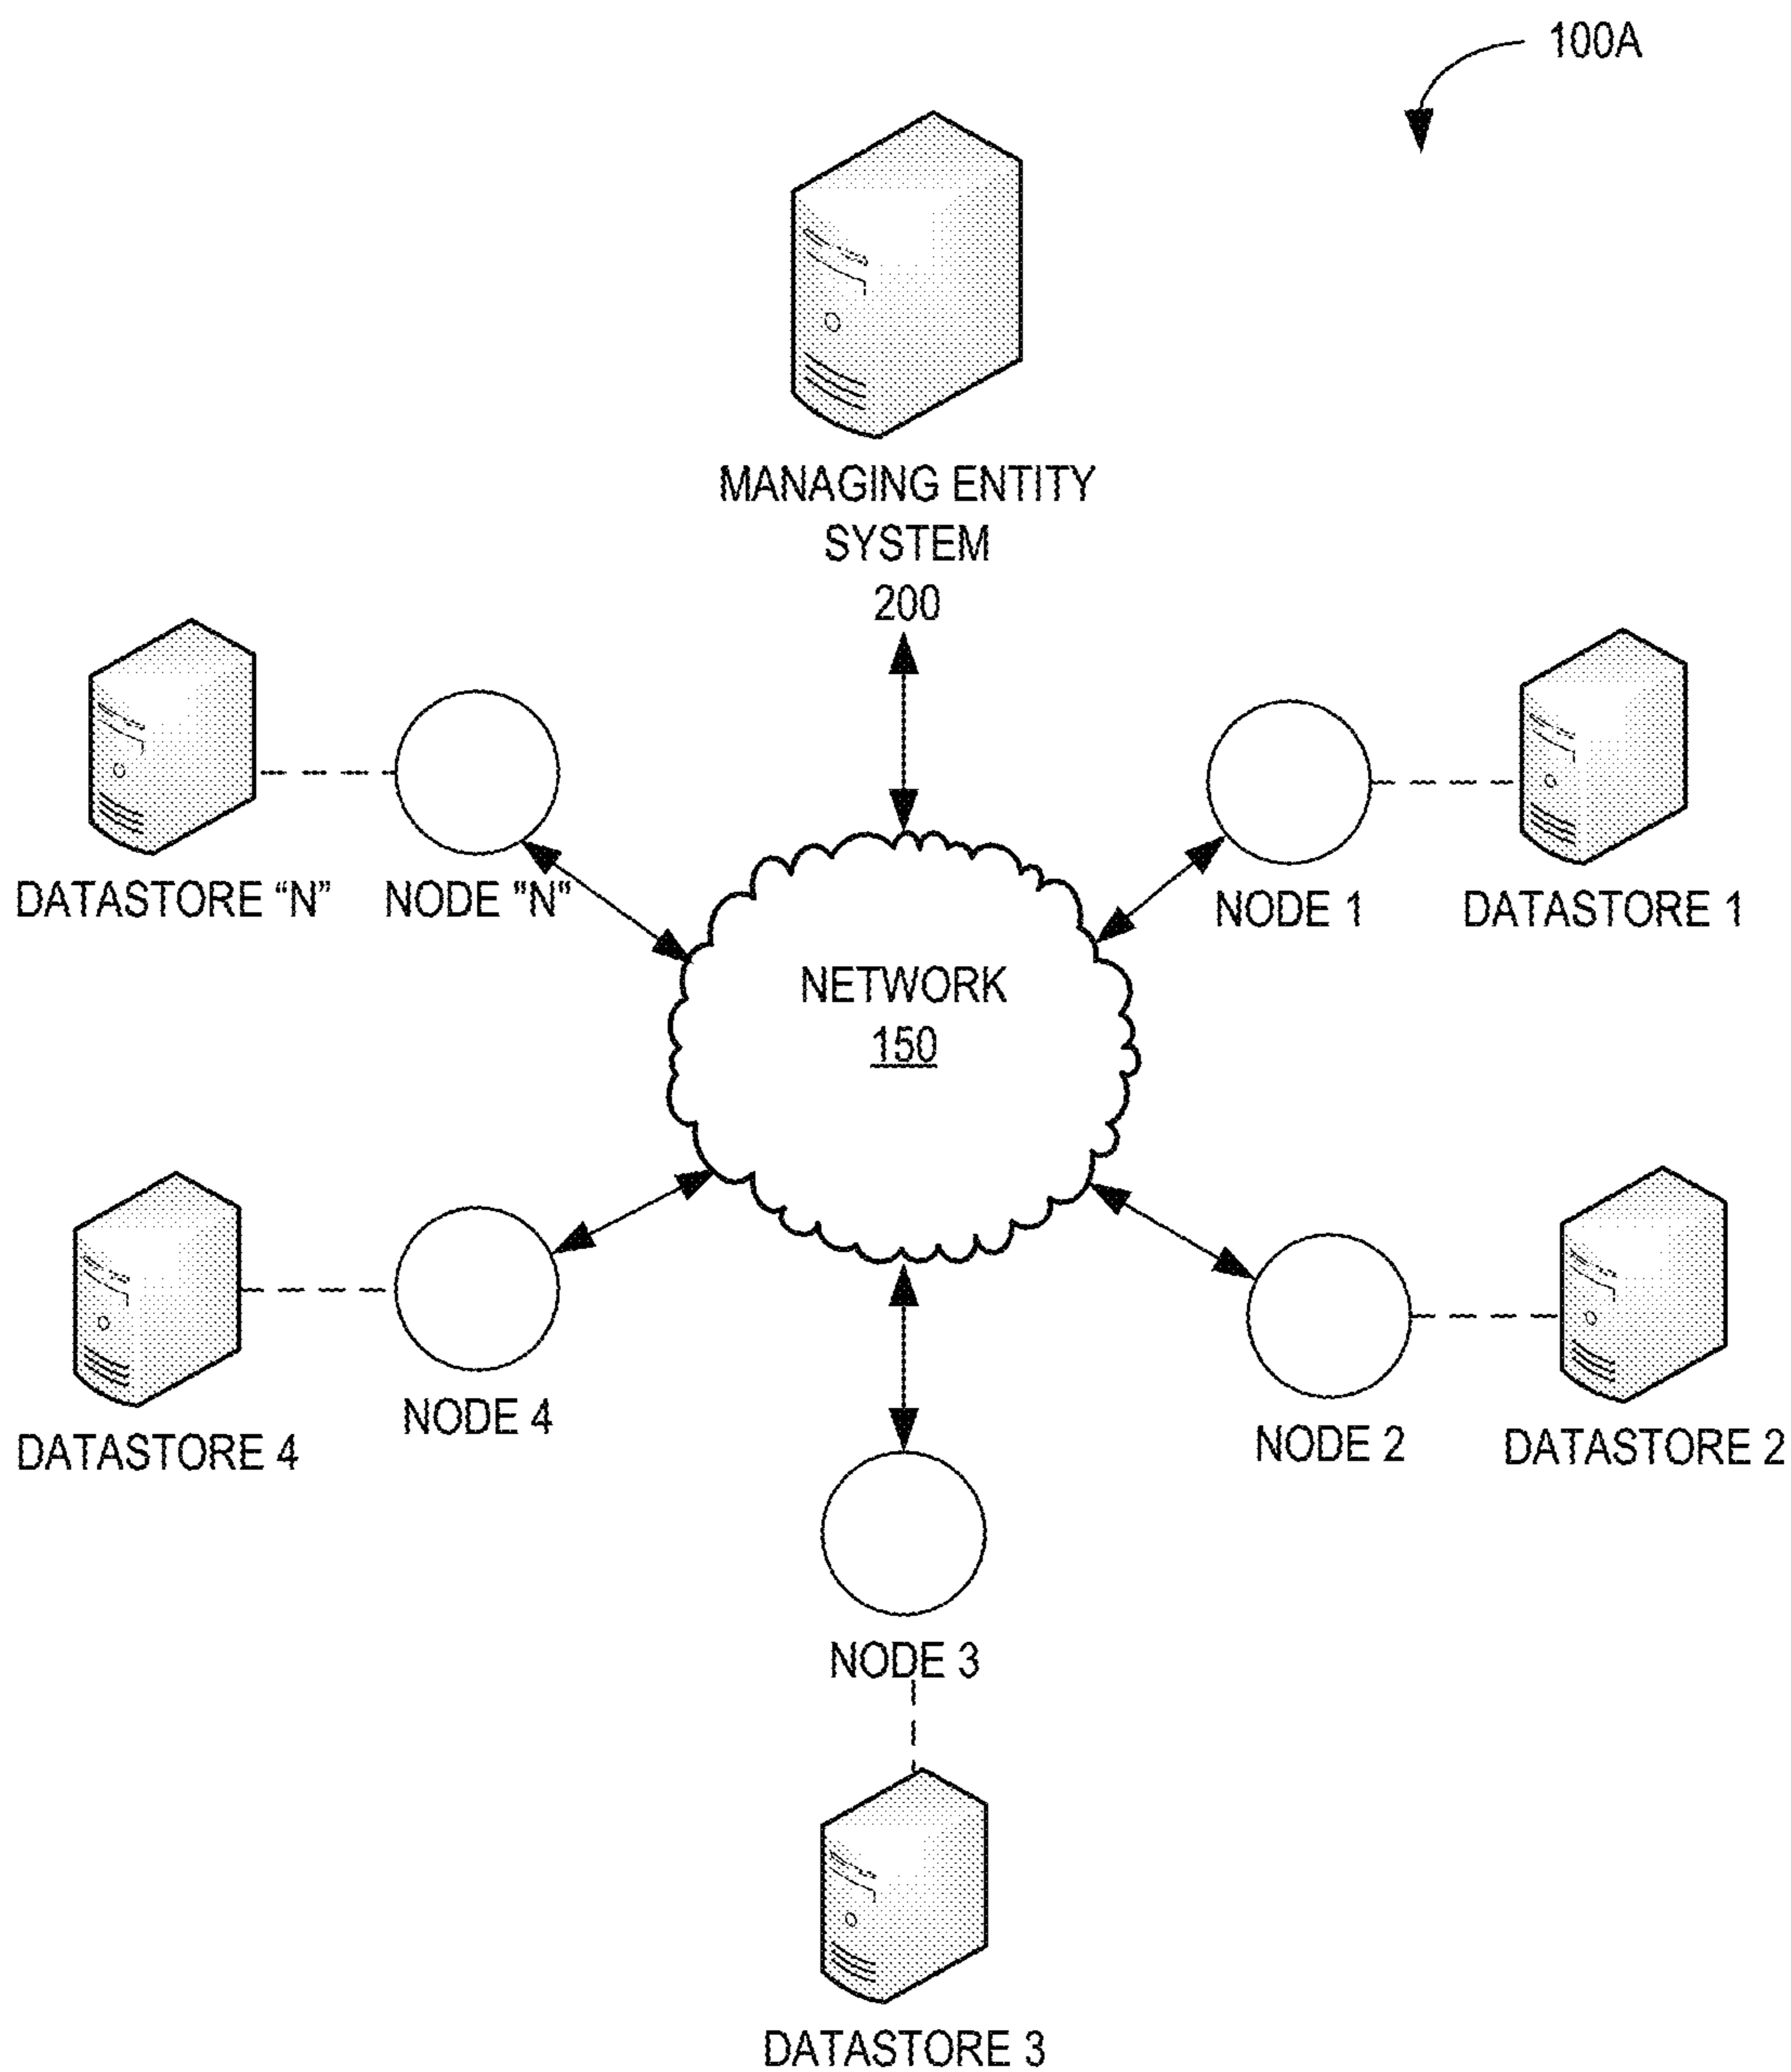 100A
MANAGING ENTITY
SYSTEM
200
DATASTORE “N”
NODE "N"
NODE 1
DATASTORE 1
NETWORK
150
DATASTORE 4
NODE 4
NODE 2
DATASTORE 2
NODE 3
DATASTORE 3